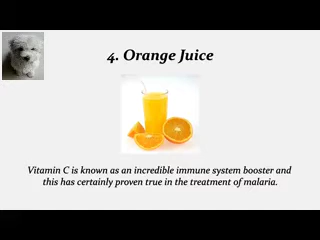 4. Orange Juice
Vitamin C is known as an incredible immune system booster and
this has certainly proven true in the treatment of malaria.